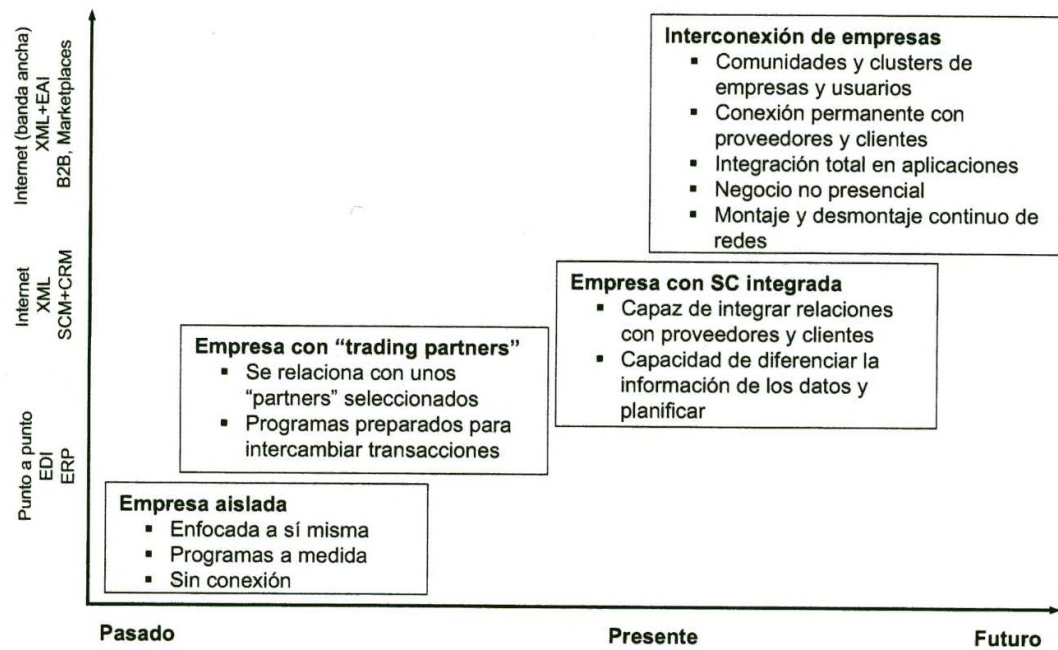 Internet (banda ancha)
XML+EAI
B2B, Marketplaces
Internet
XML
SCM+CRM
Punto a punto
EDI
ERP
Interconexión de empresas
▪ Comunidades y clusters de
empresas y usuarios
▪ Conexión permanente con
proveedores y clientes
▪ Integración total en aplicaciones
▪ Negocio no presencial
▪ Montaje y desmontaje continuo de
redes
Empresa con SC integrada
▪ Capaz de integrar relaciones
con proveedores y clientes
▪ Capacidad de diferenciar la
información de los datos y
planificar
Empresa con “trading partners”
▪ Se relaciona con unos
“partners” seleccionados
▪ Programas preparados para
intercambiar transacciones
Empresa aislada
▪ Enfocada a sí misma
▪ Programas a medida
▪ Sin conexión
Pasado
Presente
Futuro